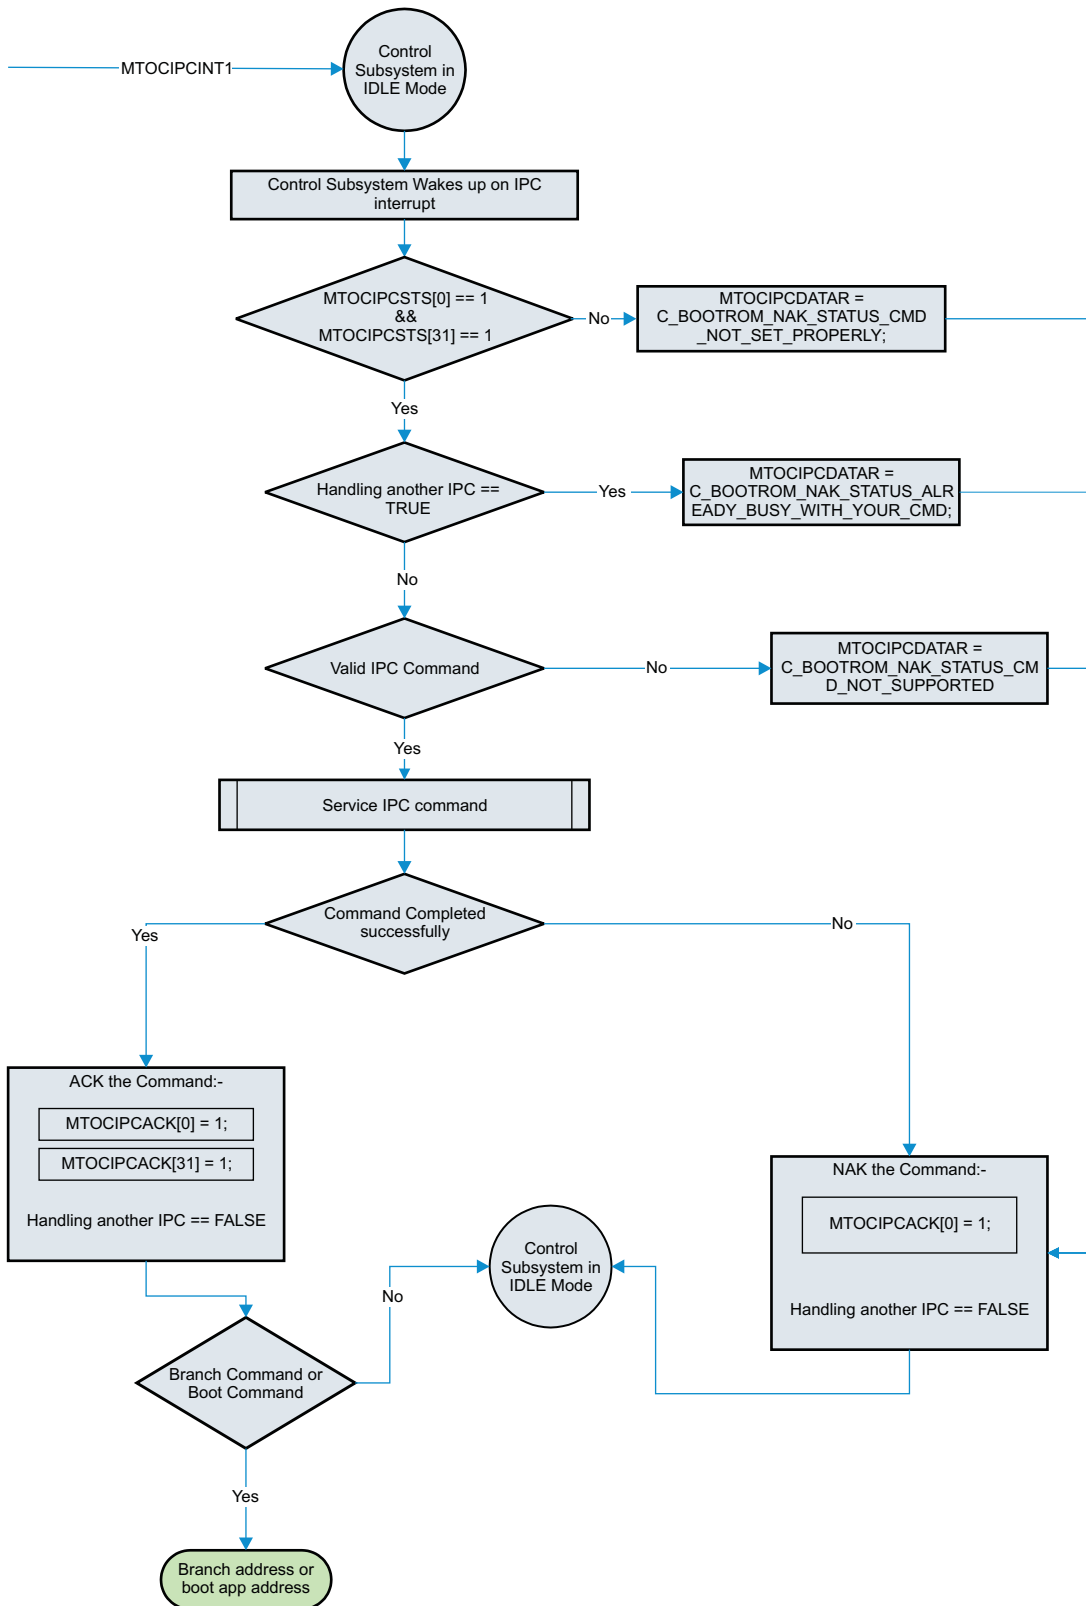 MTOCIPCINT1
Control
Subsystem in
IDLE Mode
Control Subsystem Wakes up on IPC
interrupt
MTOCIPCSTS[0] == 1
&&
MTOCIPCSTS[31] == 1
No
MTOCIPCDATAR =
C_BOOTROM_NAK_STATUS_CMD
_NOT_SET_PROPERLY;
Yes
Handling another IPC ==
TRUE
Yes
MTOCIPCDATAR =
C_BOOTROM_NAK_STATUS_ALR
EADY_BUSY_WITH_YOUR_CMD;
No
Valid IPC Command
No
MTOCIPCDATAR =
C_BOOTROM_NAK_STATUS_CM
D_NOT_SUPPORTED
Yes
Service IPC command
Command Completed
successfully
Yes
No
ACK the Command:-
MTOCIPCACK[0] = 1;
MTOCIPCACK[31] = 1;
Handling another IPC == FALSE
NAK the Command:-
MTOCIPCACK[0] = 1;
Handling another IPC == FALSE
Control
Subsystem in
IDLE Mode
No
Branch Command or
Boot Command
Yes
Branch address or
boot app address